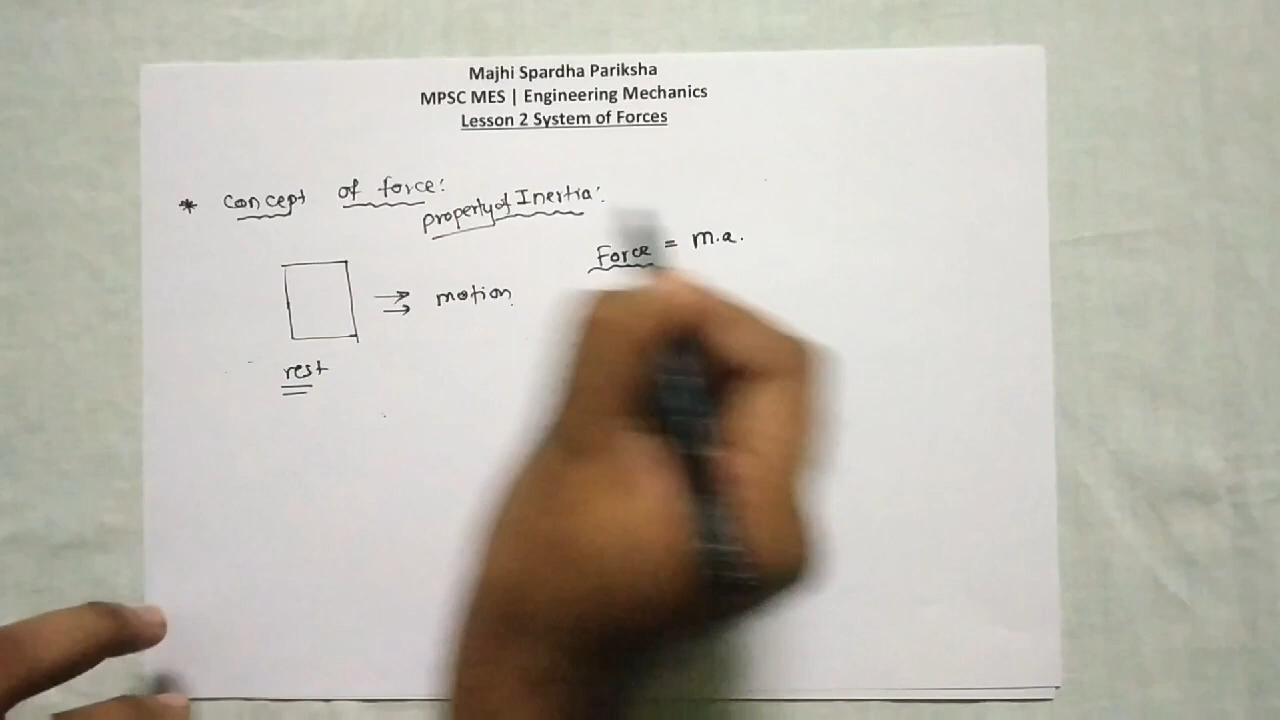 Majhi Spardha Pariksha
MPSC MES | Engineering Mechanics
Lesson 2 System of Forces
* concept of force:
property of Inertia:
Force = m.a.
motion.
rest